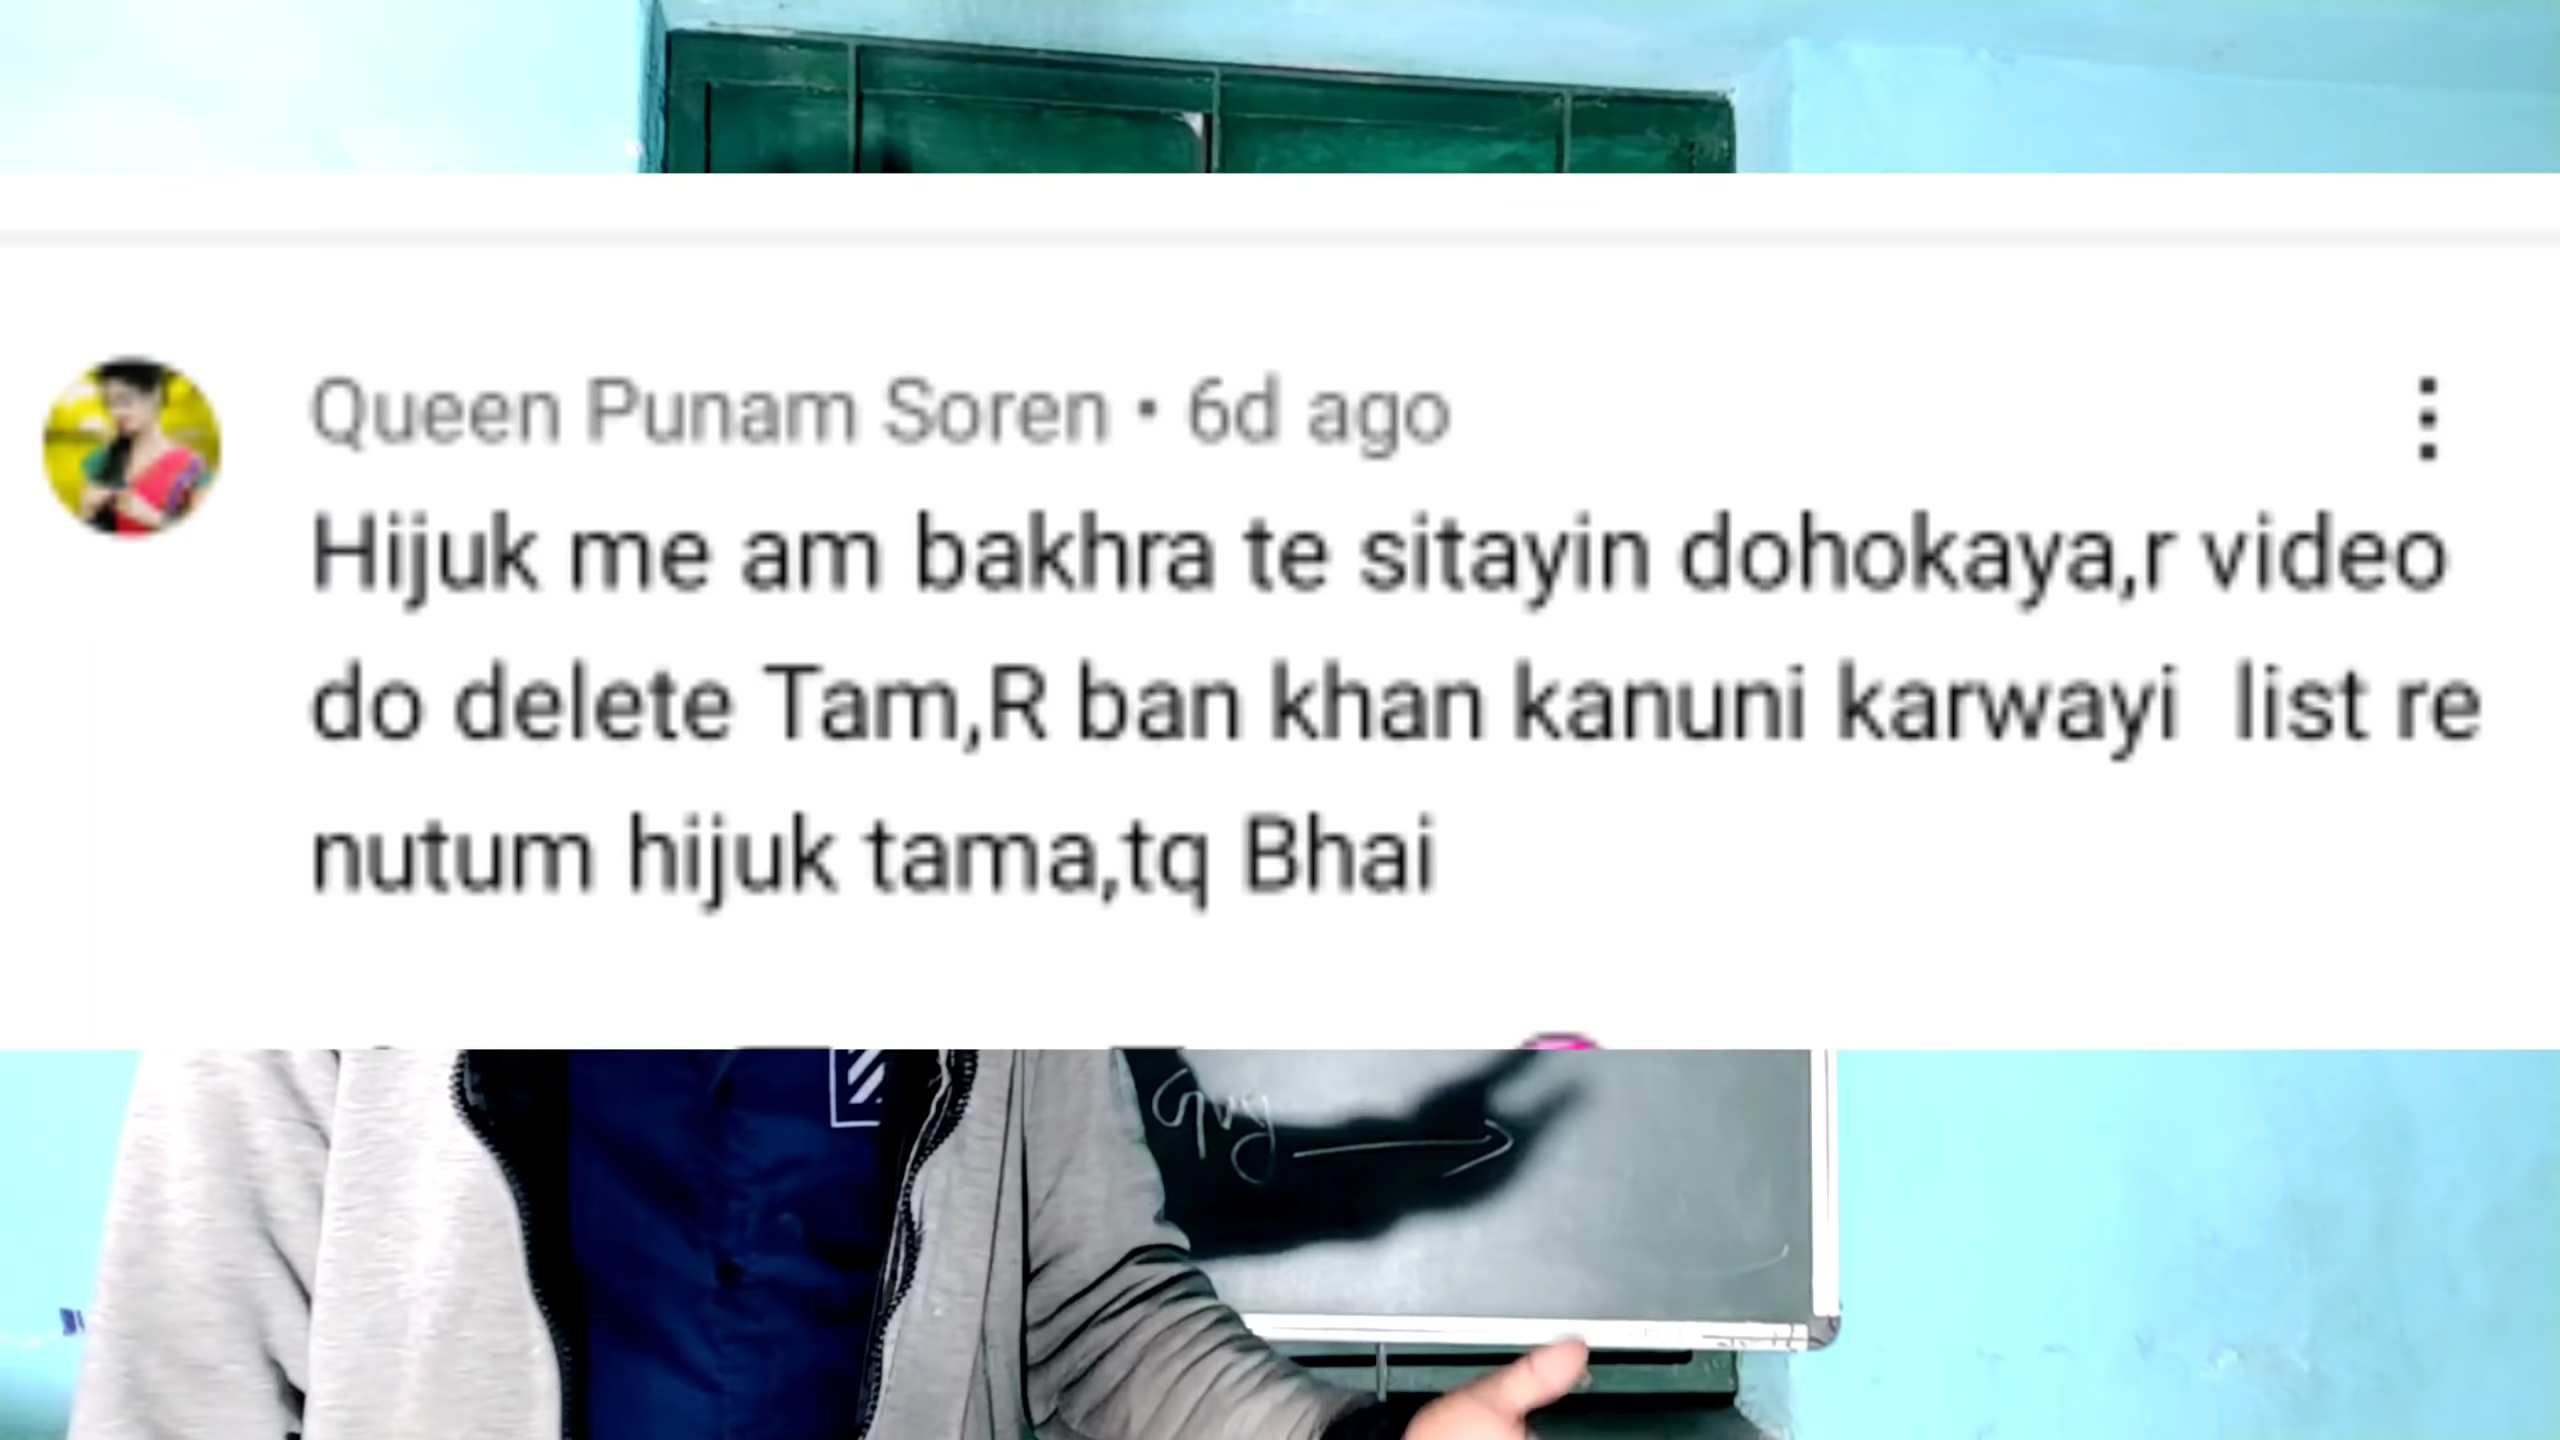 Queen Punam Soren • 6d ago
Hijuk me am bakhra te sitayin dohokaya,r video
do delete Tam,R ban khan kanuni karwayi list re
nutum hijuk tama,tq Bhai